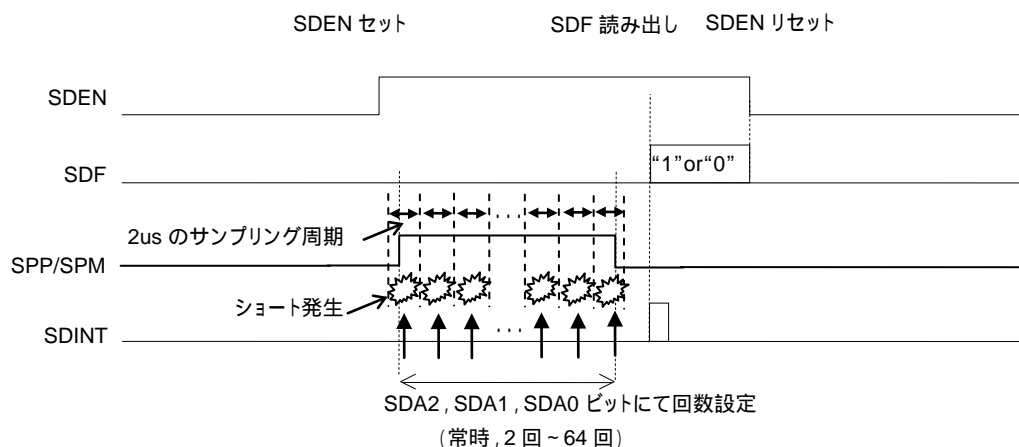 SDEN セット
SDF 読み出し
SDEN リセット
SDEN
SDF
“1”or“0”
...
2us のサンプリング周期
SPP/SPM
ショート発生
SDINT
...
SDA2 , SDA1 , SDA0 ビットにて回数設定
(常時 , 2 回 ~ 64 回)